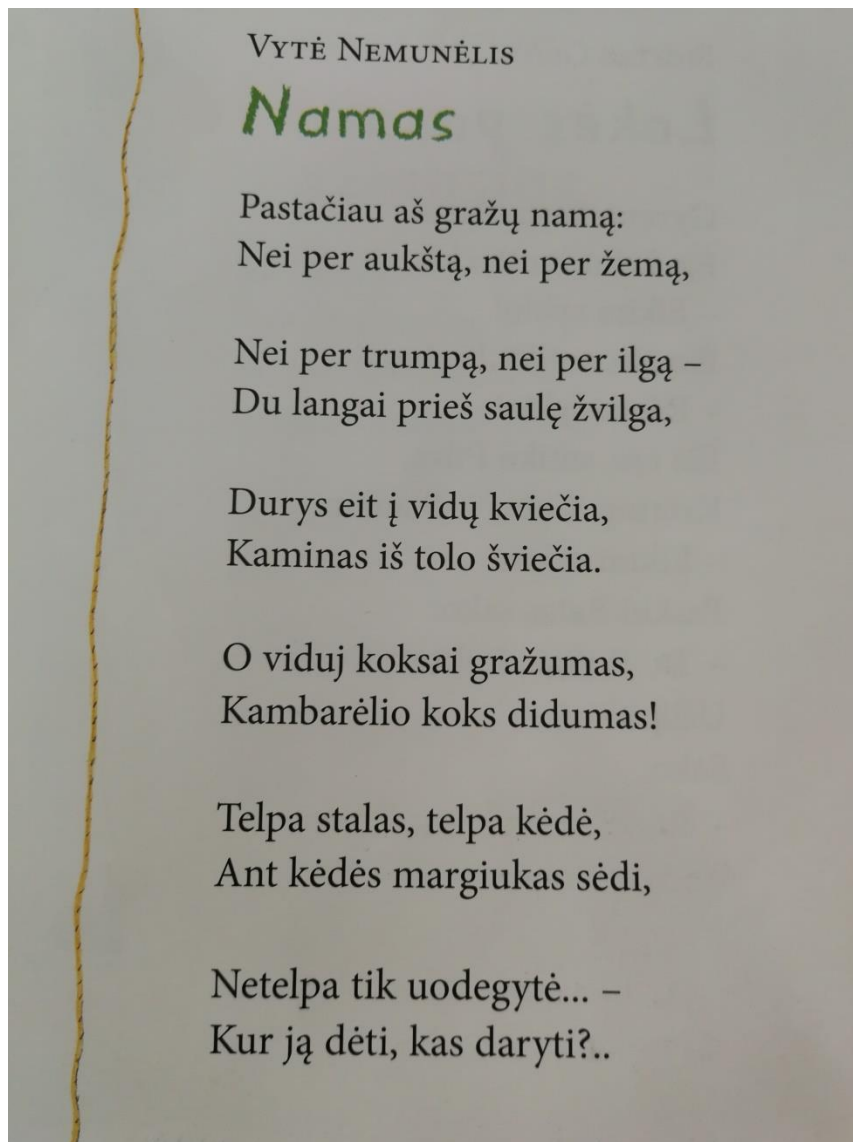 VYTĖ NEMUNĖLIS
Namas
Pastačiau aš gražų namą:
Nei per aukštą, nei per žemą,
Nei per trumpą, nei per ilgą –
Du langai prieš saulę žvilga,
Durys eit į vidų kviečia,
Kaminas iš tolo šviečia.
O viduj koksai gražumas,
Kambarėlio koks didumas!
Telpa stalas, telpa kėdė,
Ant kėdės margiukas sėdi,
Netelpa tik uodegytė... –
Kur ją dėti, kas daryti?..